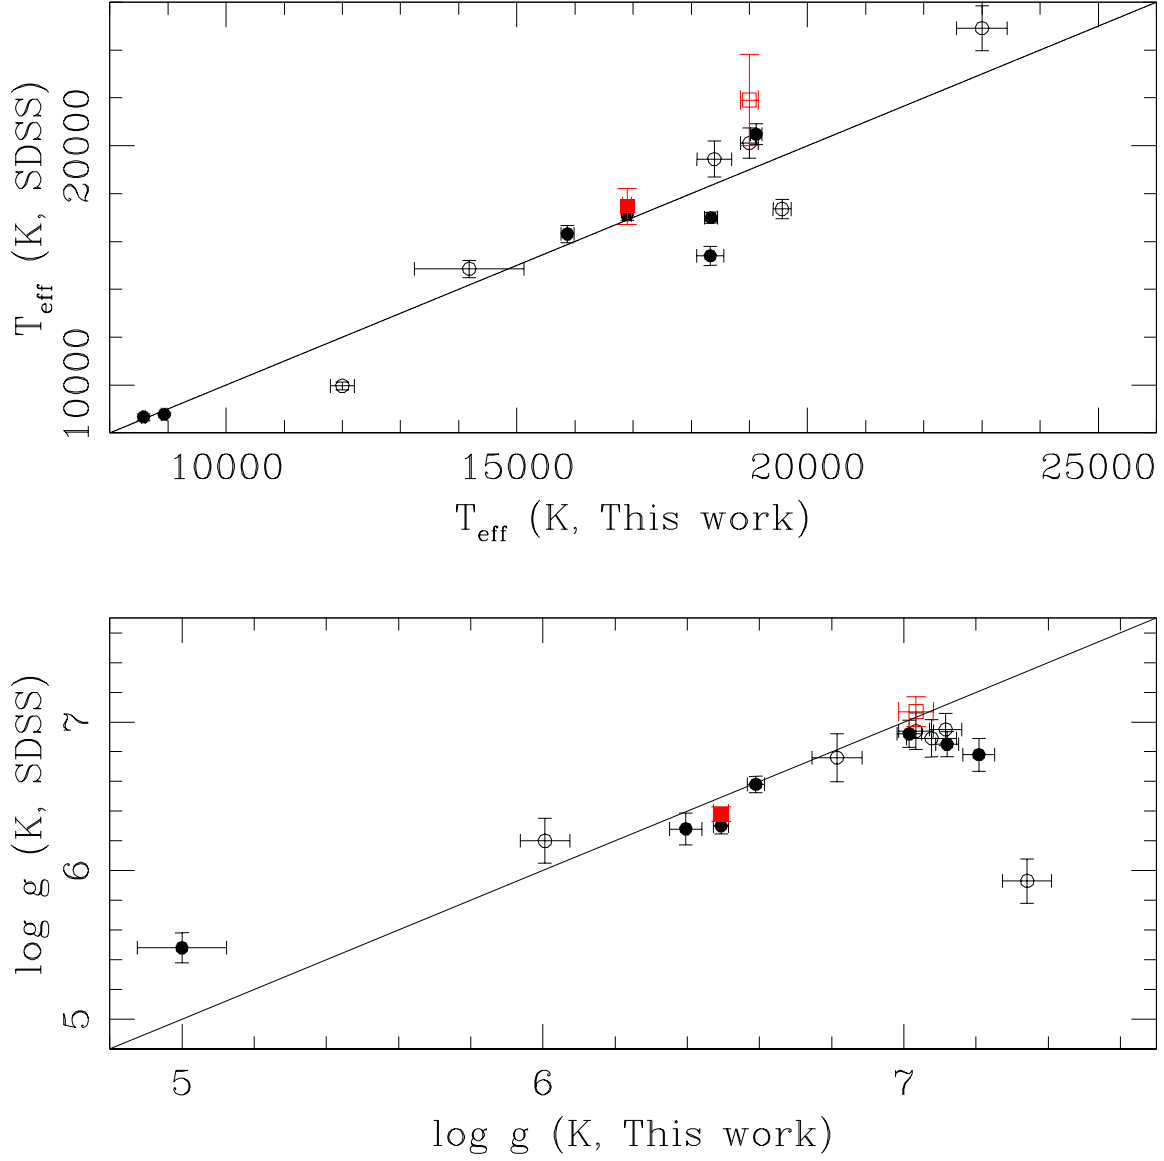 T_eff (K, SDSS)
20000
10000
10000 15000 20000 25000
T_eff (K, This work)
log g (K, SDSS)
7
6
5
5 6 7
log g (K, This work)